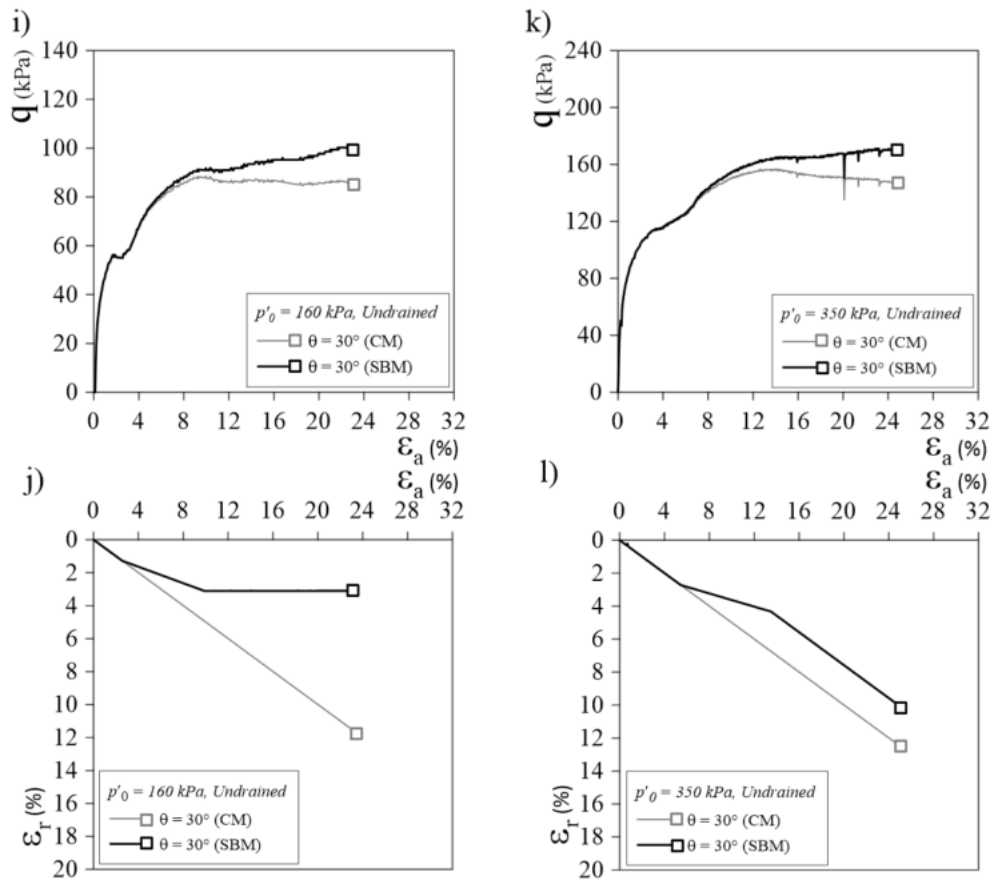 i)
140
120
100
80
60
40
20
0
q (kPa)
p'0 = 160 kPa, Undrained
θ = 30° (CM)
θ = 30° (SBM)
0 4 8 12 16 20 24 28 32
εa (%)
k)
240
200
160
120
80
40
0
q (kPa)
p'0 = 350 kPa, Undrained
θ = 30° (CM)
θ = 30° (SBM)
0 4 8 12 16 20 24 28 32
εa (%)
j)
εa (%)
0 4 8 12 16 20 24 28 32
0
2
4
6
8
10
12
14
16
18
20
εr (%)
p'0 = 160 kPa, Undrained
θ = 30° (CM)
θ = 30° (SBM)
l)
εa (%)
0 4 8 12 16 20 24 28 32
0
2
4
6
8
10
12
14
16
18
20
εr (%)
p'0 = 350 kPa, Undrained
θ = 30° (CM)
θ = 30° (SBM)